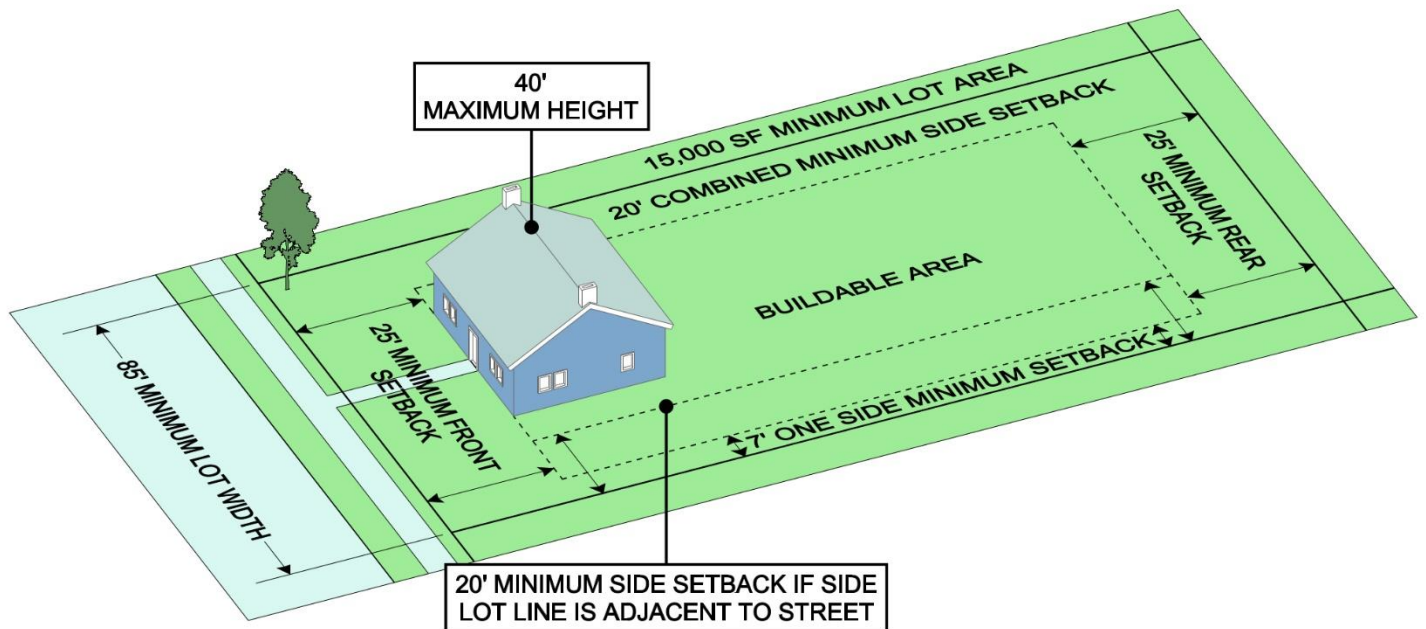 40'
MAXIMUM HEIGHT
15,000 SF MINIMUM LOT AREA
20' COMBINED MINIMUM SIDE SETBACK
25' MINIMUM REAR
SETBACK
BUILDABLE AREA
25' MINIMUM FRONT
SETBACK
85' MINIMUM LOT WIDTH
7' ONE SIDE MINIMUM SETBACK
20' MINIMUM SIDE SETBACK IF SIDE
LOT LINE IS ADJACENT TO STREET